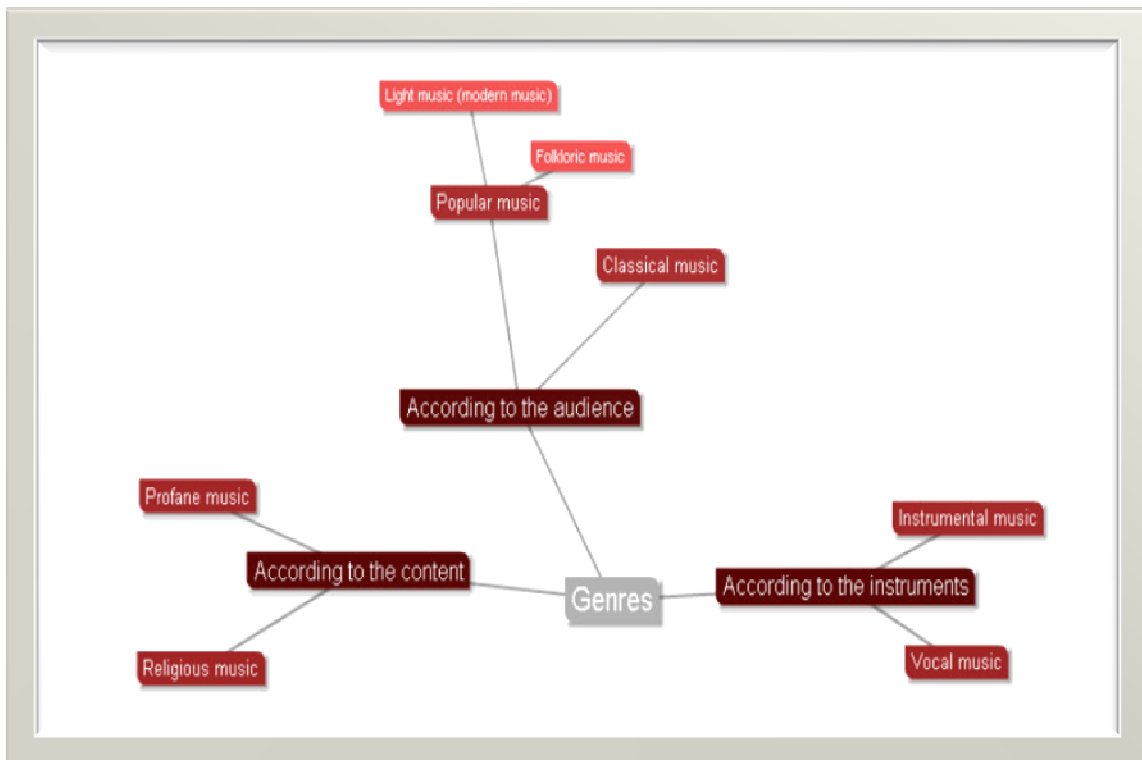 Light music (modern music)
Folkloric music
Popular music
Classical music
According to the audience
Profane music
Instrumental music
According to the content
According to the instruments
Genres
Religious music
Vocal music